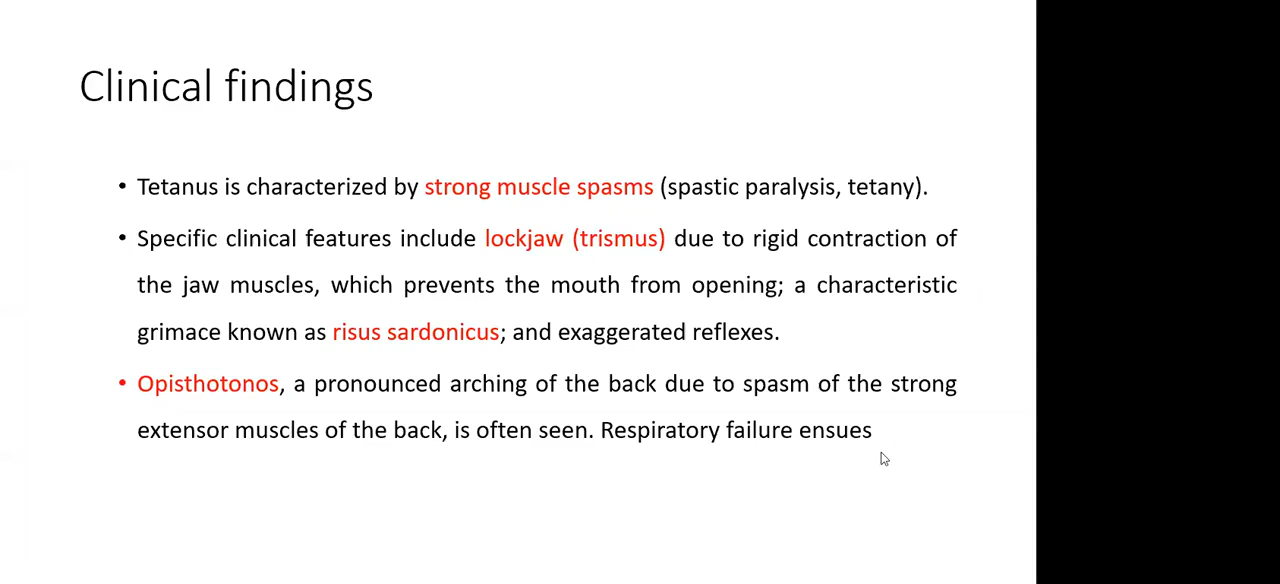 Clinical findings
• Tetanus is characterized by strong muscle spasms (spastic paralysis, tetany).
• Specific clinical features include lockjaw (trismus) due to rigid contraction of
the jaw muscles, which prevents the mouth from opening; a characteristic
grimace known as risus sardonicus; and exaggerated reflexes.
• Opisthotonos, a pronounced arching of the back due to spasm of the strong
extensor muscles of the back, is often seen. Respiratory failure ensues